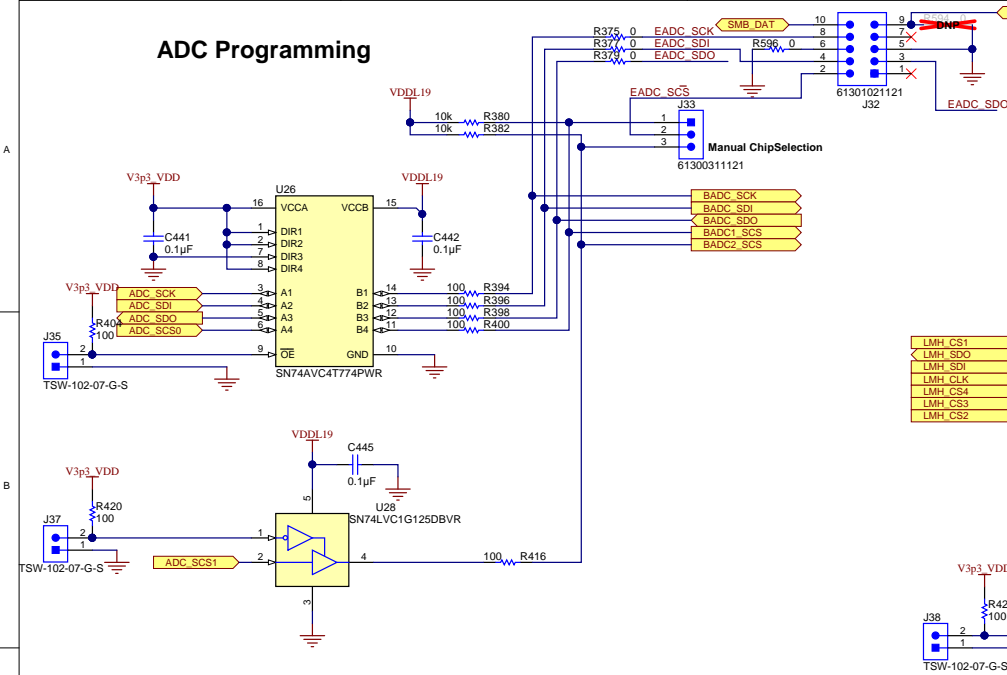 ADC Programming
SMB_DAT
R375 0 EADC_SCK
R377 0 EADC_SDI
R379 0 EADC_SDO
R596 0
10 9
8 7
6 5
4 3
2 1
DNP
61301021121
J32
EADC_SDO
EADC_SCS
VDDL19
10k R380
10k R382
J33
1
2
3
Manual ChipSelection
61300311121
A
V3p3_VDD
C441
0.1µF
U26
16 VCCA VCCB 15
1 DIR1
2 DIR2
7 DIR3
8 DIR4
3 A1 B1 14
4 A2 B2 13
5 A3 B3 12
6 A4 B4 11
9 OE GND 10
SN74AVC4T774PWR
VDDL19
C442
0.1µF
100 R394
100 R396
100 R398
100 R400
BADC_SCK
BADC_SDI
BADC_SDO
BADC1_SCS
BADC2_SCS
V3p3_VDD
ADC_SCK
ADC_SDI
ADC_SDO
ADC_SCS0
R404
100
J35
2
1
TSW-102-07-G-S
LMH_CS1
LMH_SDO
LMH_SDI
LMH_CLK
LMH_CS4
LMH_CS3
LMH_CS2
B
VDDL19
C445
0.1µF
U28
SN74LVC1G125DBVR
5
1
2
4
3
V3p3_VDD
R420
100
J37
2
1
TSW-102-07-G-S
ADC_SCS1
100 R416
V3p3_VDD
R42
100
J38
2
1
TSW-102-07-G-S